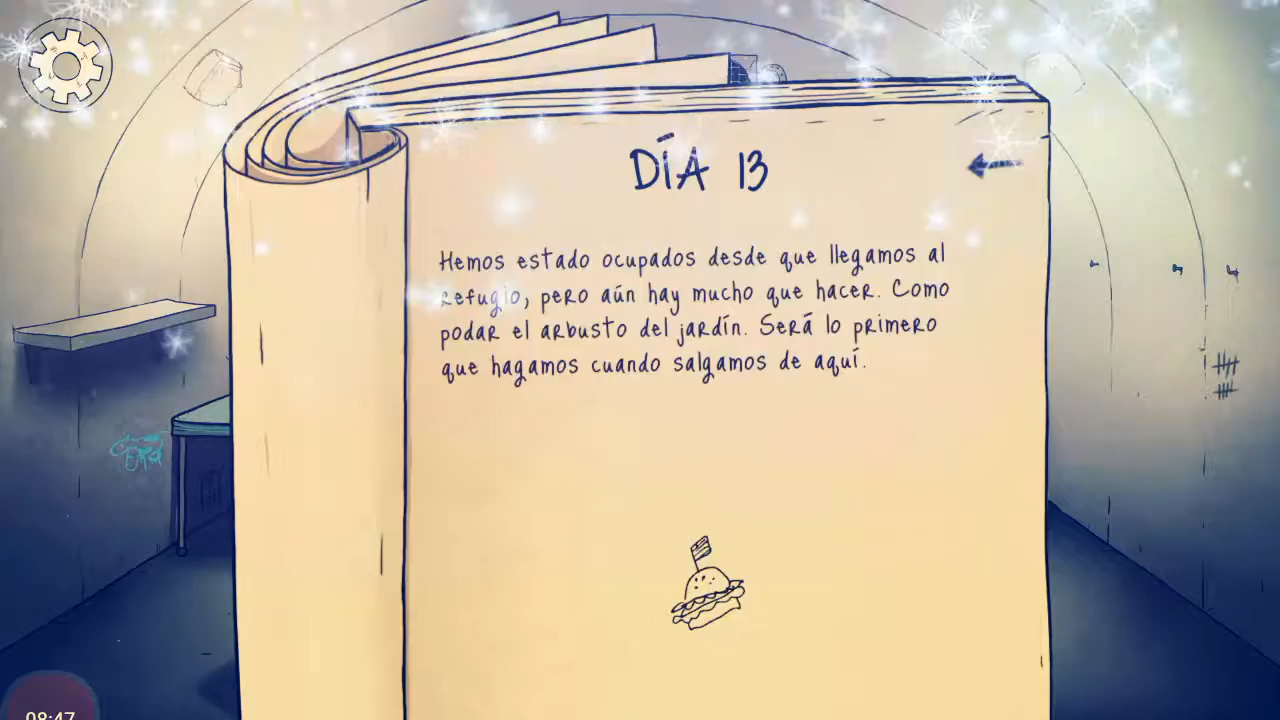 DÍA 13
Hemos estado ocupados desde que llegamos al
refugio, pero aún hay mucho que hacer. Como
podar el arbusto del jardín. Será lo primero
que hagamos cuando salgamos de aquí.
08:47